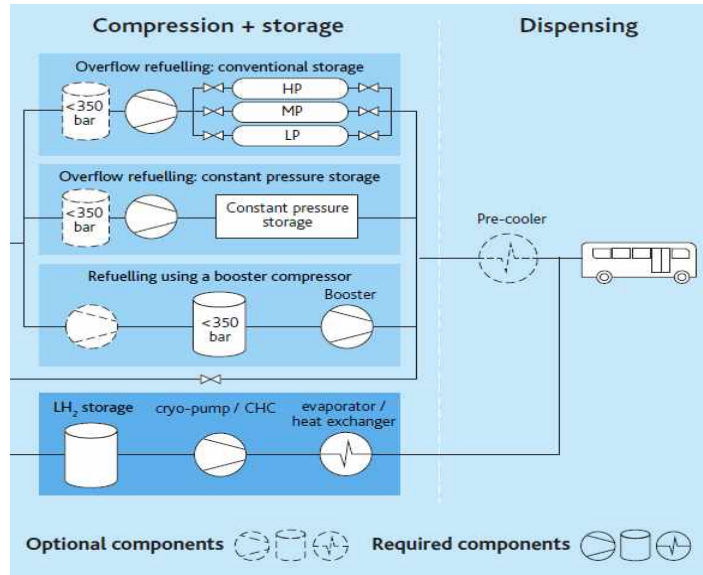 Compression + storage
Dispensing
Overflow refuelling: conventional storage
<350
bar
HP
MP
LP
Overflow refuelling: constant pressure storage
<350
bar
Constant pressure
storage
Pre-cooler
Refuelling using a booster compressor
Booster
<350
bar
LH₂ storage
cryo-pump / CHC
evaporator /
heat exchanger
Optional components
Required components